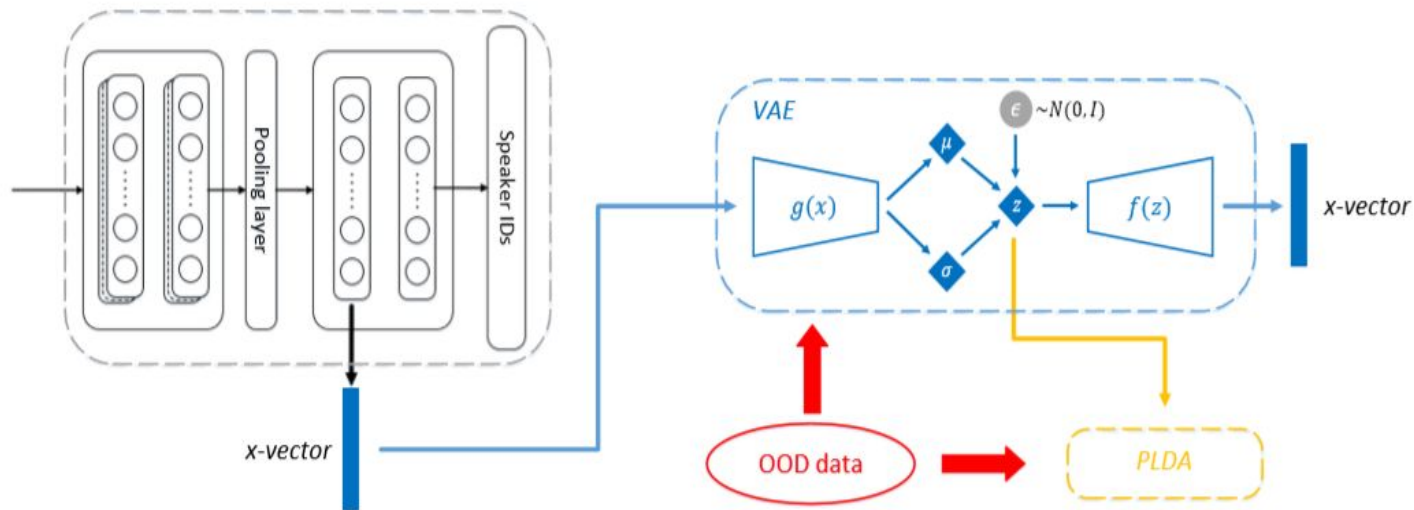 Pooling layer
Speaker IDs
x-vector
VAE
g(x)
μ
σ
ϵ ~N(0, I)
z
f(z)
x-vector
OOD data
PLDA